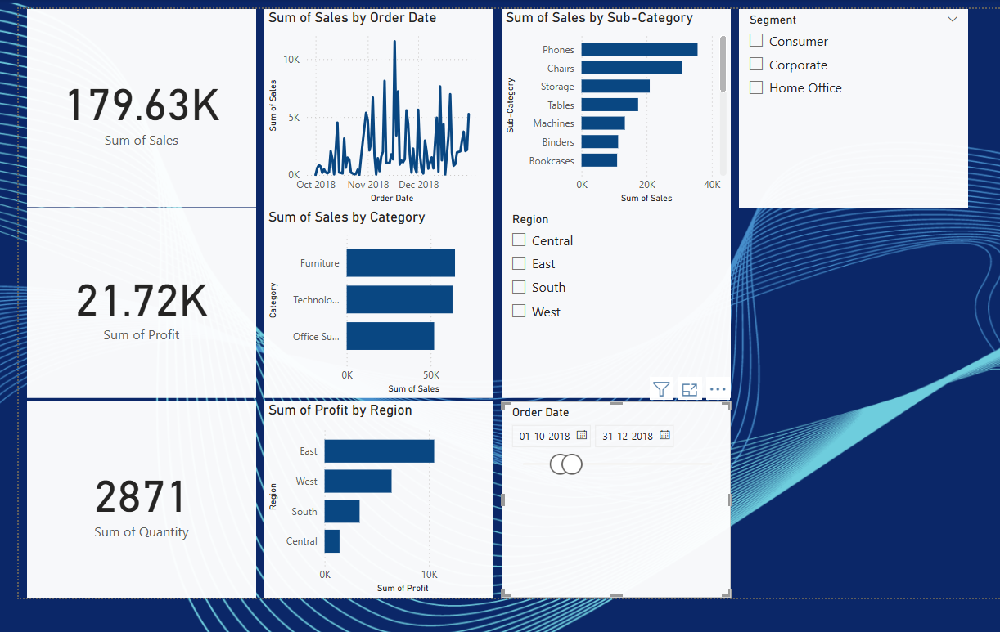 179.63K
Sum of Sales
Sum of Sales by Order Date
Sum of Sales
10K
5K
0K
Oct 2018 Nov 2018 Dec 2018
Order Date
Sum of Sales by Sub-Category
Sub-Category
Phones
Chairs
Storage
Tables
Machines
Binders
Bookcases
0K 20K 40K
Sum of Sales
Segment
Consumer
Corporate
Home Office
21.72K
Sum of Profit
Sum of Sales by Category
Category
Furniture
Technolo...
Office Su...
0K 50K
Sum of Sales
Region
Central
East
South
West
2871
Sum of Quantity
Sum of Profit by Region
Region
East
West
South
Central
0K 10K
Sum of Profit
Order Date
01-10-2018 31-12-2018